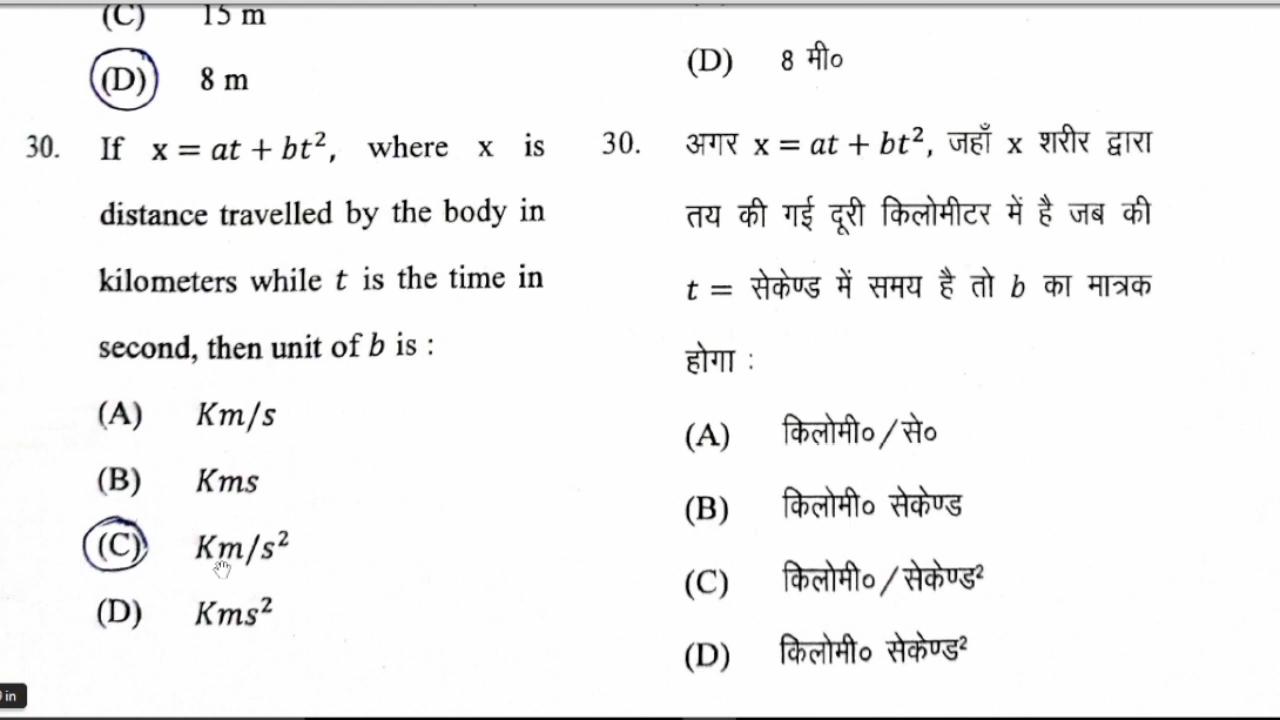 (C) 15 m
(D) 8 m
30. If x = at + bt², where x is
distance travelled by the body in
kilometers while t is the time in
second, then unit of b is :
(A) Km/s
(B) Kms
(C) Km/s²
(D) Kms²
(D) 8 मी०
30. अगर x = at + bt², जहाँ x शरीर द्वारा
तय की गई दूरी किलोमीटर में है जब की
t = सेकेण्ड में समय है तो b का मात्रक
होगा :
(A) किलोमी०/से०
(B) किलोमी० सेकेण्ड
(C) किलोमी०/सेकेण्ड²
(D) किलोमी० सेकेण्ड²
in